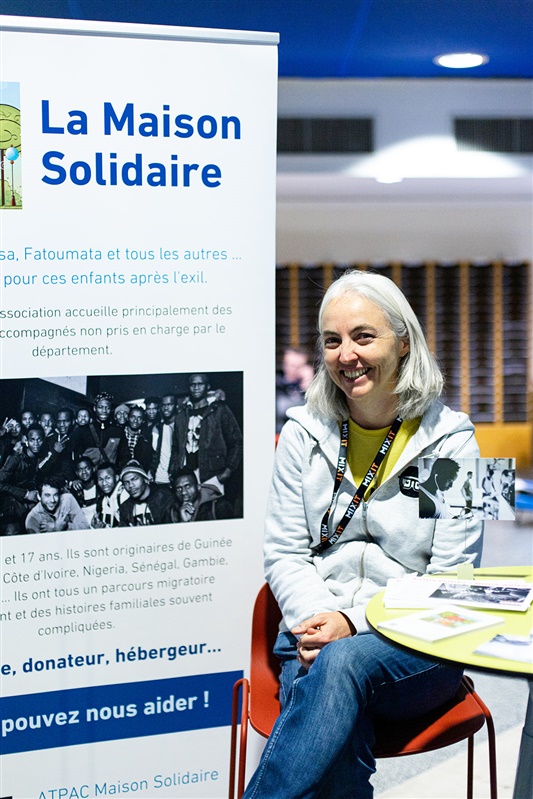 La Maison
Solidaire
sa, Fatoumata et tous les autres ...
pour ces enfants après l'exil.
ssociation accueille principalement des
ccompagnés non pris en charge par le
département.
et 17 ans. Ils sont originaires de Guinée
Côte d'Ivoire, Nigeria, Sénégal, Gambie,
... Ils ont tous un parcours migratoire
nt et des histoires familiales souvent
compliquées.
e, donateur, hébergeur...
pouvez nous aider !
ATPAC Maison Solidaire
MIXIT
MIXIT